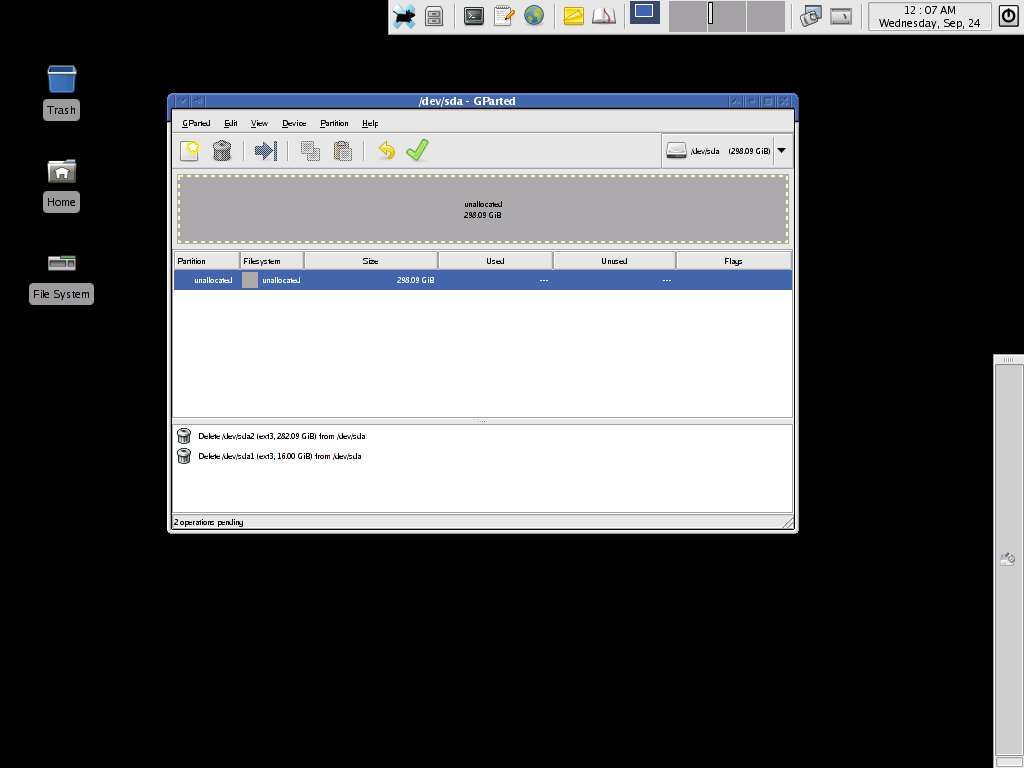 12 : 07 AM
Wednesday, Sep, 24
Trash
Home
File System
/dev/sda - GParted
GParted Edit View Device Partition Help
/dev/sda (298.09 GiB)
unallocated
298.09 GiB
Partition Filesystem Size Used Unused Flags
unallocated unallocated 298.09 GiB --- ---
Delete /dev/sda2 (ext3, 282.09 GiB) from /dev/sda
Delete /dev/sda1 (ext3, 16.00 GiB) from /dev/sda
2 operations pending